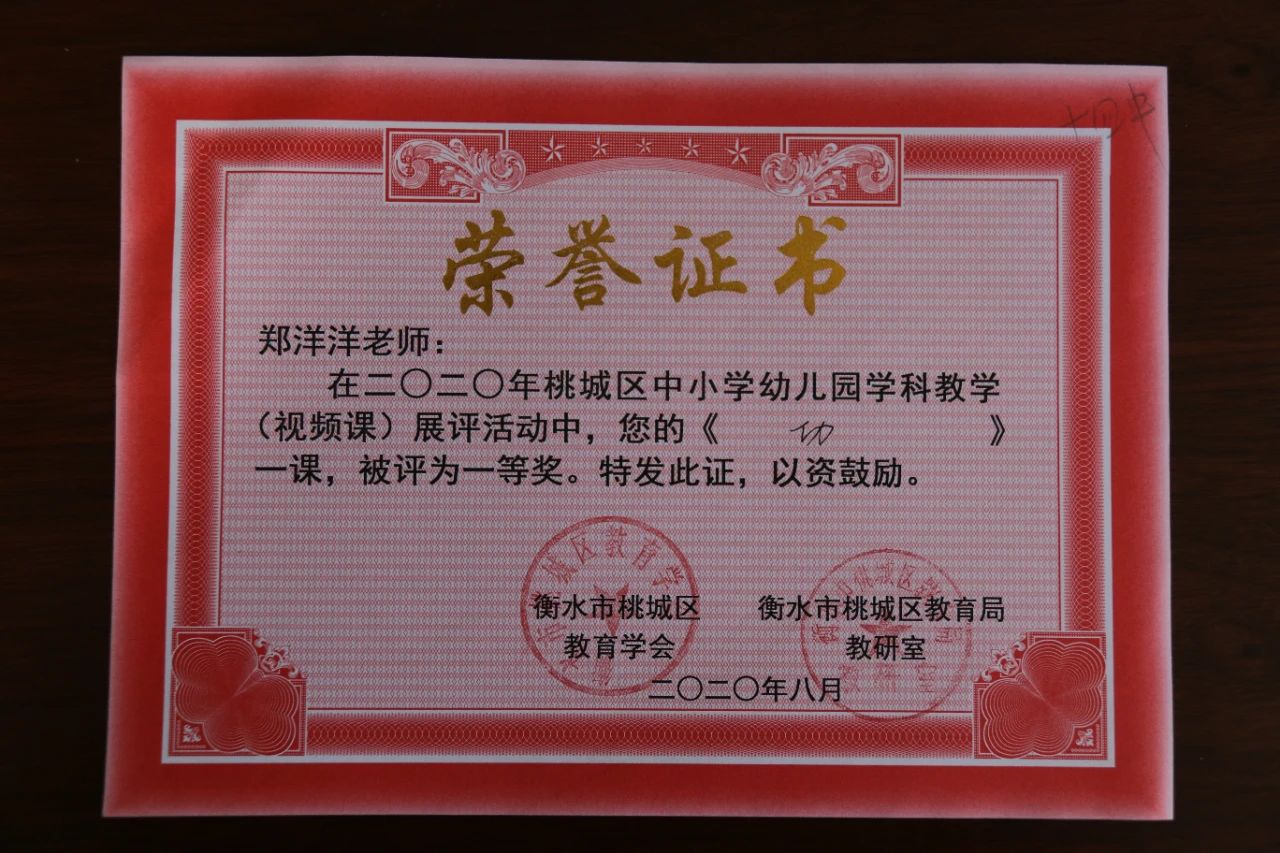 十四中
荣誉证书
郑洋洋老师：
在二〇二〇年桃城区中小学幼儿园学科教学
（视频课）展评活动中，您的《 功 》
一课，被评为一等奖。特发此证，以资鼓励。
衡水市桃城区 衡水市桃城区教育局
教育学会 教研室
二〇二〇年八月